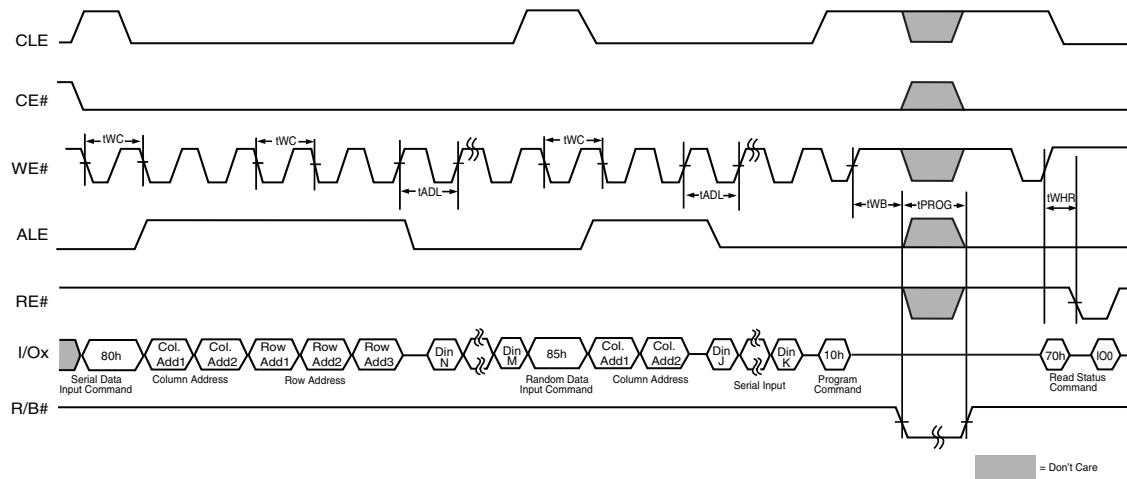 CLE
CE#
tWC
tWC
tWC
WE#
tADL
tADL
tWB
tPROG
tWHR
ALE
RE#
I/Ox
80h
Col. Add1
Col. Add2
Row Add1
Row Add2
Row Add3
Din N
Din M
85h
Col. Add1
Col. Add2
Din J
Din K
10h
70h
IO0
Serial Data
Input Command
Column Address
Row Address
Random Data
Input Command
Column Address
Serial Input
Program
Command
Read Status
Command
R/B#
= Don't Care